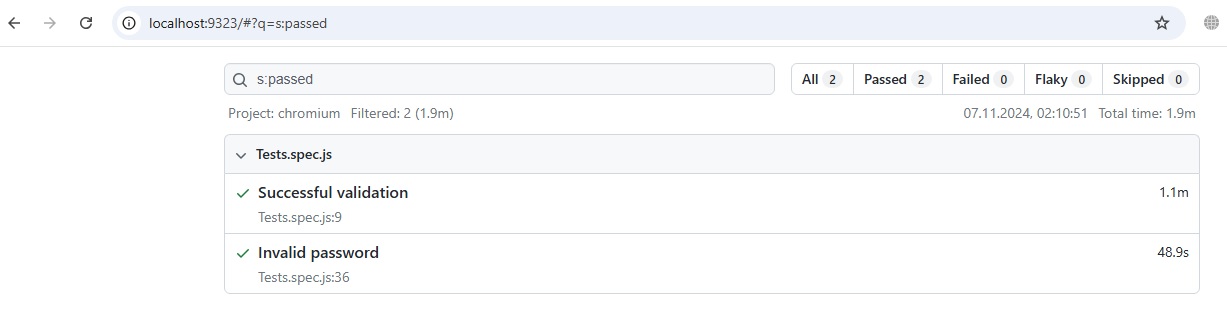 localhost:9323/#?q=s:passed
s:passed All 2 Passed 2 Failed 0 Flaky 0 Skipped 0
Project: chromium Filtered: 2 (1.9m) 07.11.2024, 02:10:51 Total time: 1.9m
Tests.spec.js
Successful validation 1.1m
Tests.spec.js:9
Invalid password 48.9s
Tests.spec.js:36